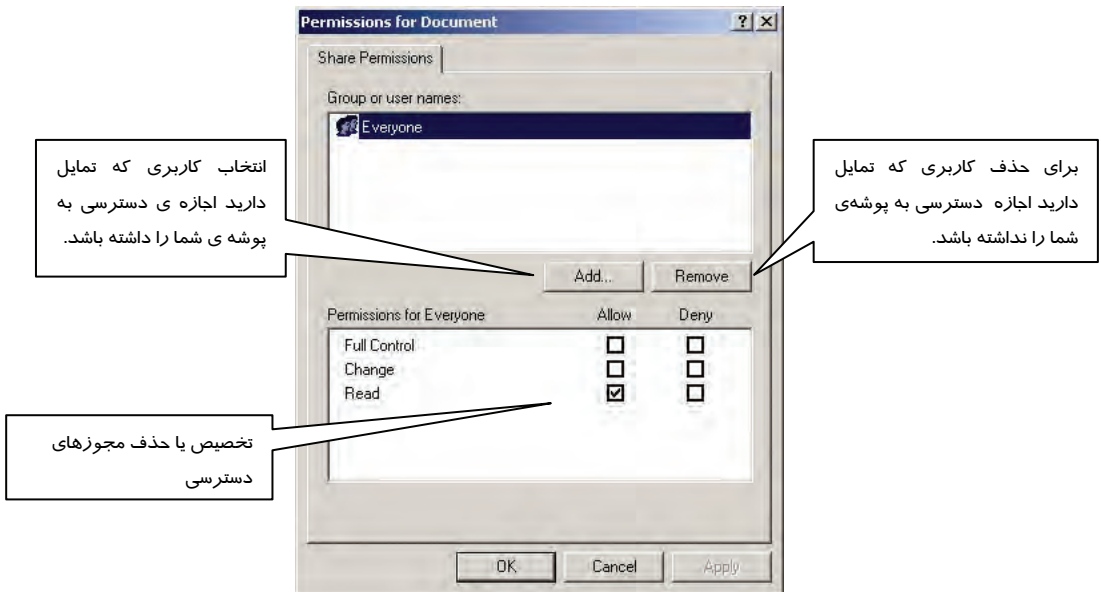 Permissions for Document
Share Permissions
Group or user names:
Everyone
انتخاب کاربری که تمایل
دارید اجازه ی دسترسی به
پوشه ی شما را داشته باشد.
برای حذف کاربری که تمایل
دارید اجازه دسترسی به پوشه‌ی
شما را نداشته باشد.
Add... Remove
Permissions for Everyone Allow Deny
Full Control
Change
Read
تخصیص یا حذف مجوزهای
دسترسی
OK Cancel Apply